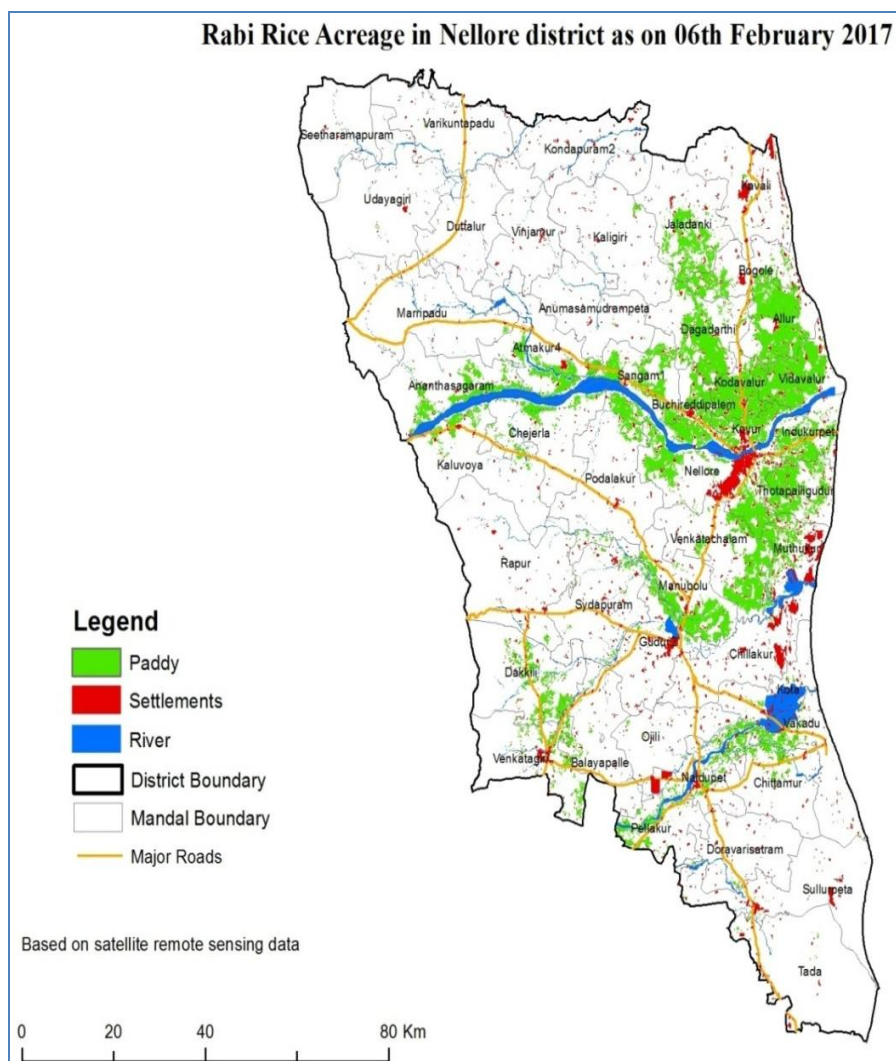 Rabi Rice Acreage in Nellore district as on 06th February 2017
Varikuntapadu
Seetharamapuram
Kondapuram2
Kavali
Udayagiri
Jaladanki
Duttalur
Vinjamur
Kaligiri
Bogole
Marripadu
Anumasamudrampeta
Allur
Dagadarthi
Atmakur4
Sangam1
Ananthasagaram
Kodavalur
Vidavalur
Buchireddipalem
Chejerla
Kovur
Indukurpet
Kaluvoya
Nellore
Podalakur
Thotapalligudur
Venkatachalam
Muthukur
Rapur
Manubolu
Sydapuram
Gudur
Chillakur
Dakkili
Kota
Vakadu
Ojili
Venkatagiri
Balayapalle
Naidupet
Chittamur
Pellakur
Doravarisatram
Sullurpeta
Tada
Legend
Paddy
Settlements
River
District Boundary
Mandal Boundary
Major Roads
Based on satellite remote sensing data
0 20 40 80 Km